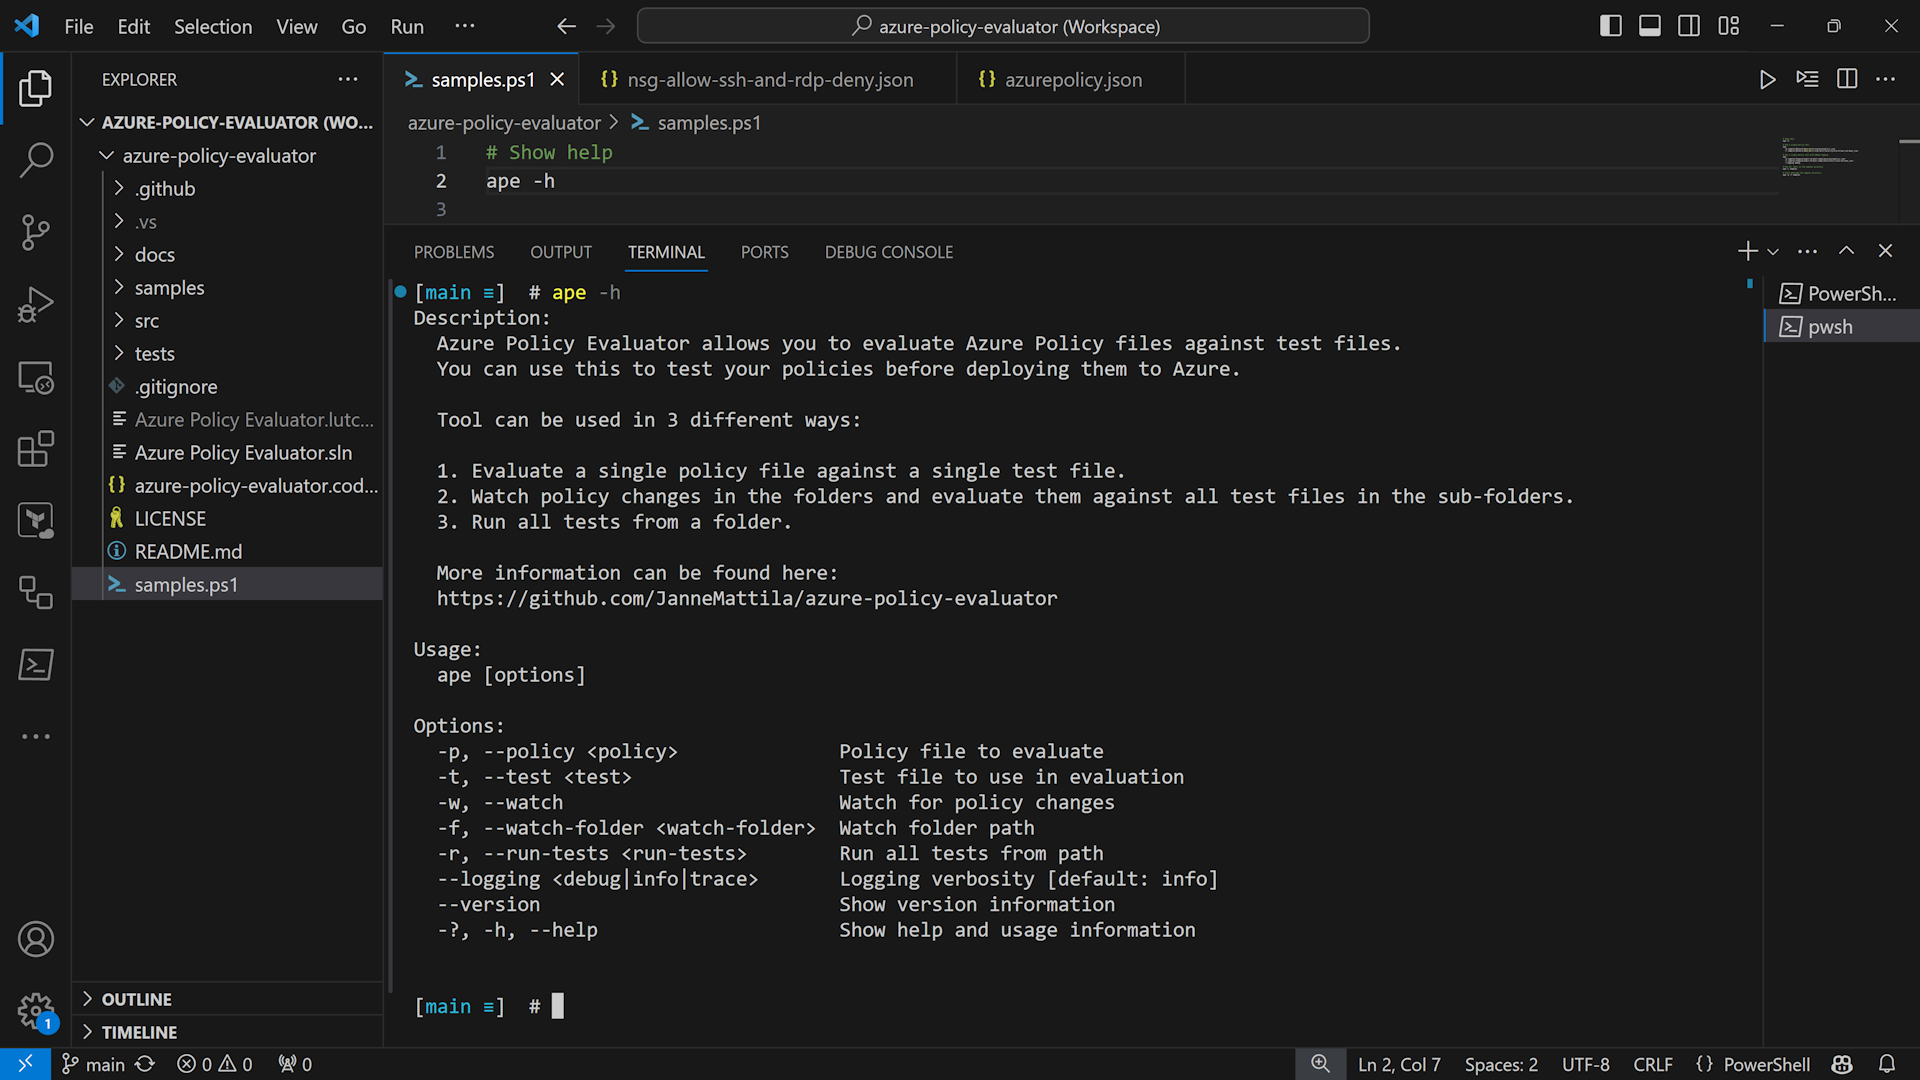 File Edit Selection View Go Run ···
azure-policy-evaluator (Workspace)
EXPLORER
AZURE-POLICY-EVALUATOR (WO...
azure-policy-evaluator
.github
.vs
docs
samples
src
tests
.gitignore
Azure Policy Evaluator.lutc...
Azure Policy Evaluator.sln
azure-policy-evaluator.cod...
LICENSE
README.md
samples.ps1
OUTLINE
TIMELINE
1
samples.ps1
nsg-allow-ssh-and-rdp-deny.json
azurepolicy.json
azure-policy-evaluator > samples.ps1
1 # Show help
2 ape -h
3
PROBLEMS OUTPUT TERMINAL PORTS DEBUG CONSOLE
[main ≡] # ape -h
Description:
Azure Policy Evaluator allows you to evaluate Azure Policy files against test files.
You can use this to test your policies before deploying them to Azure.
Tool can be used in 3 different ways:
1. Evaluate a single policy file against a single test file.
2. Watch policy changes in the folders and evaluate them against all test files in the sub-folders.
3. Run all tests from a folder.
More information can be found here:
https://github.com/JanneMattila/azure-policy-evaluator
Usage:
ape [options]
Options:
-p, --policy <policy> Policy file to evaluate
-t, --test <test> Test file to use in evaluation
-w, --watch Watch for policy changes
-f, --watch-folder <watch-folder> Watch folder path
-r, --run-tests <run-tests> Run all tests from path
--logging <debug|info|trace> Logging verbosity [default: info]
--version Show version information
-?, -h, --help Show help and usage information
[main ≡] #
PowerSh...
pwsh
main 0 0 0
Ln 2, Col 7 Spaces: 2 UTF-8 CRLF {} PowerShell